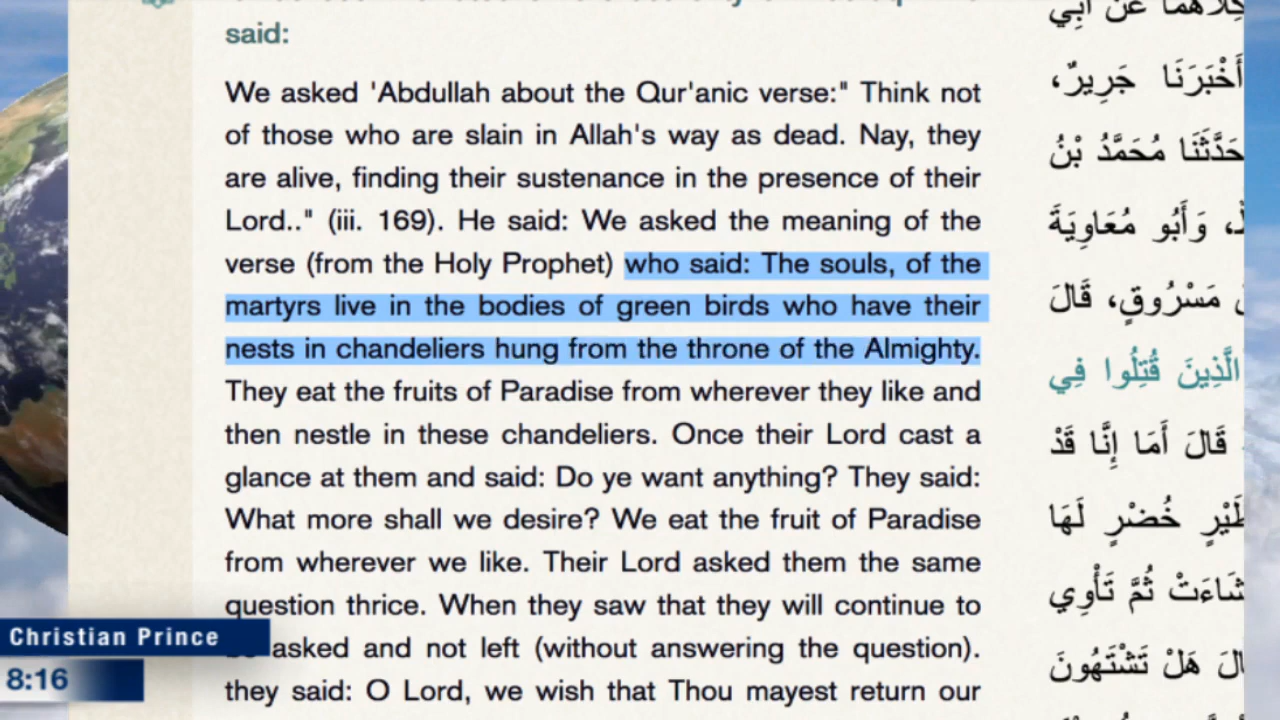 said:
We asked 'Abdullah about the Qur'anic verse:" Think not
of those who are slain in Allah's way as dead. Nay, they
are alive, finding their sustenance in the presence of their
Lord.." (iii. 169). He said: We asked the meaning of the
verse (from the Holy Prophet) who said: The souls, of the
martyrs live in the bodies of green birds who have their
nests in chandeliers hung from the throne of the Almighty.
They eat the fruits of Paradise from wherever they like and
then nestle in these chandeliers. Once their Lord cast a
glance at them and said: Do ye want anything? They said:
What more shall we desire? We eat the fruit of Paradise
from wherever we like. Their Lord asked them the same
question thrice. When they saw that they will continue to
asked and not left (without answering the question).
they said: O Lord, we wish that Thou mayest return our
عَنْ أَبِي
أَخْبَرَنَا جَرِيرٌ،
حَدَّثَنَا مُحَمَّدُ بْنُ
وَأَبُو مُعَاوِيَةَ
مَسْرُوقٍ، قَالَ
الَّذِينَ قُتِلُوا فِي
قَالَ أَمَا إِنَّا قَدْ
طَيْرٍ خُضْرٍ لَهَا
شَاءَتْ ثُمَّ تَأْوِي
هَلْ تَشْتَهُونَ
Christian Prince
8:16